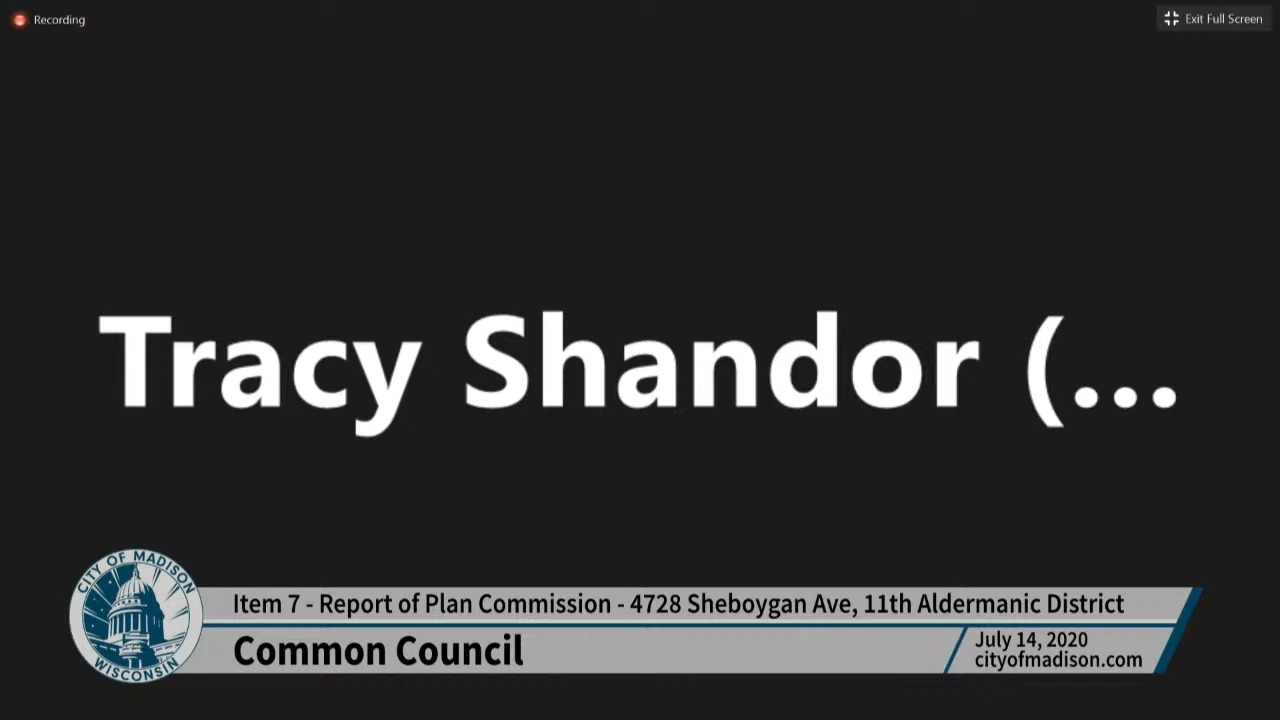 Recording
Exit Full Screen
Tracy Shandor (...
CITY OF MADISON
WISCONSIN
Item 7 - Report of Plan Commission - 4728 Sheboygan Ave, 11th Aldermanic District
Common Council
July 14, 2020
cityofmadison.com